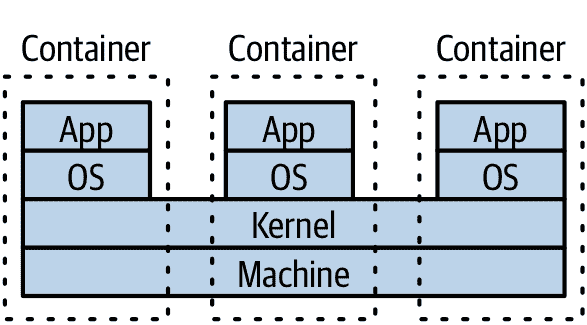 Container Container Container
App App App
OS OS OS
Kernel
Machine